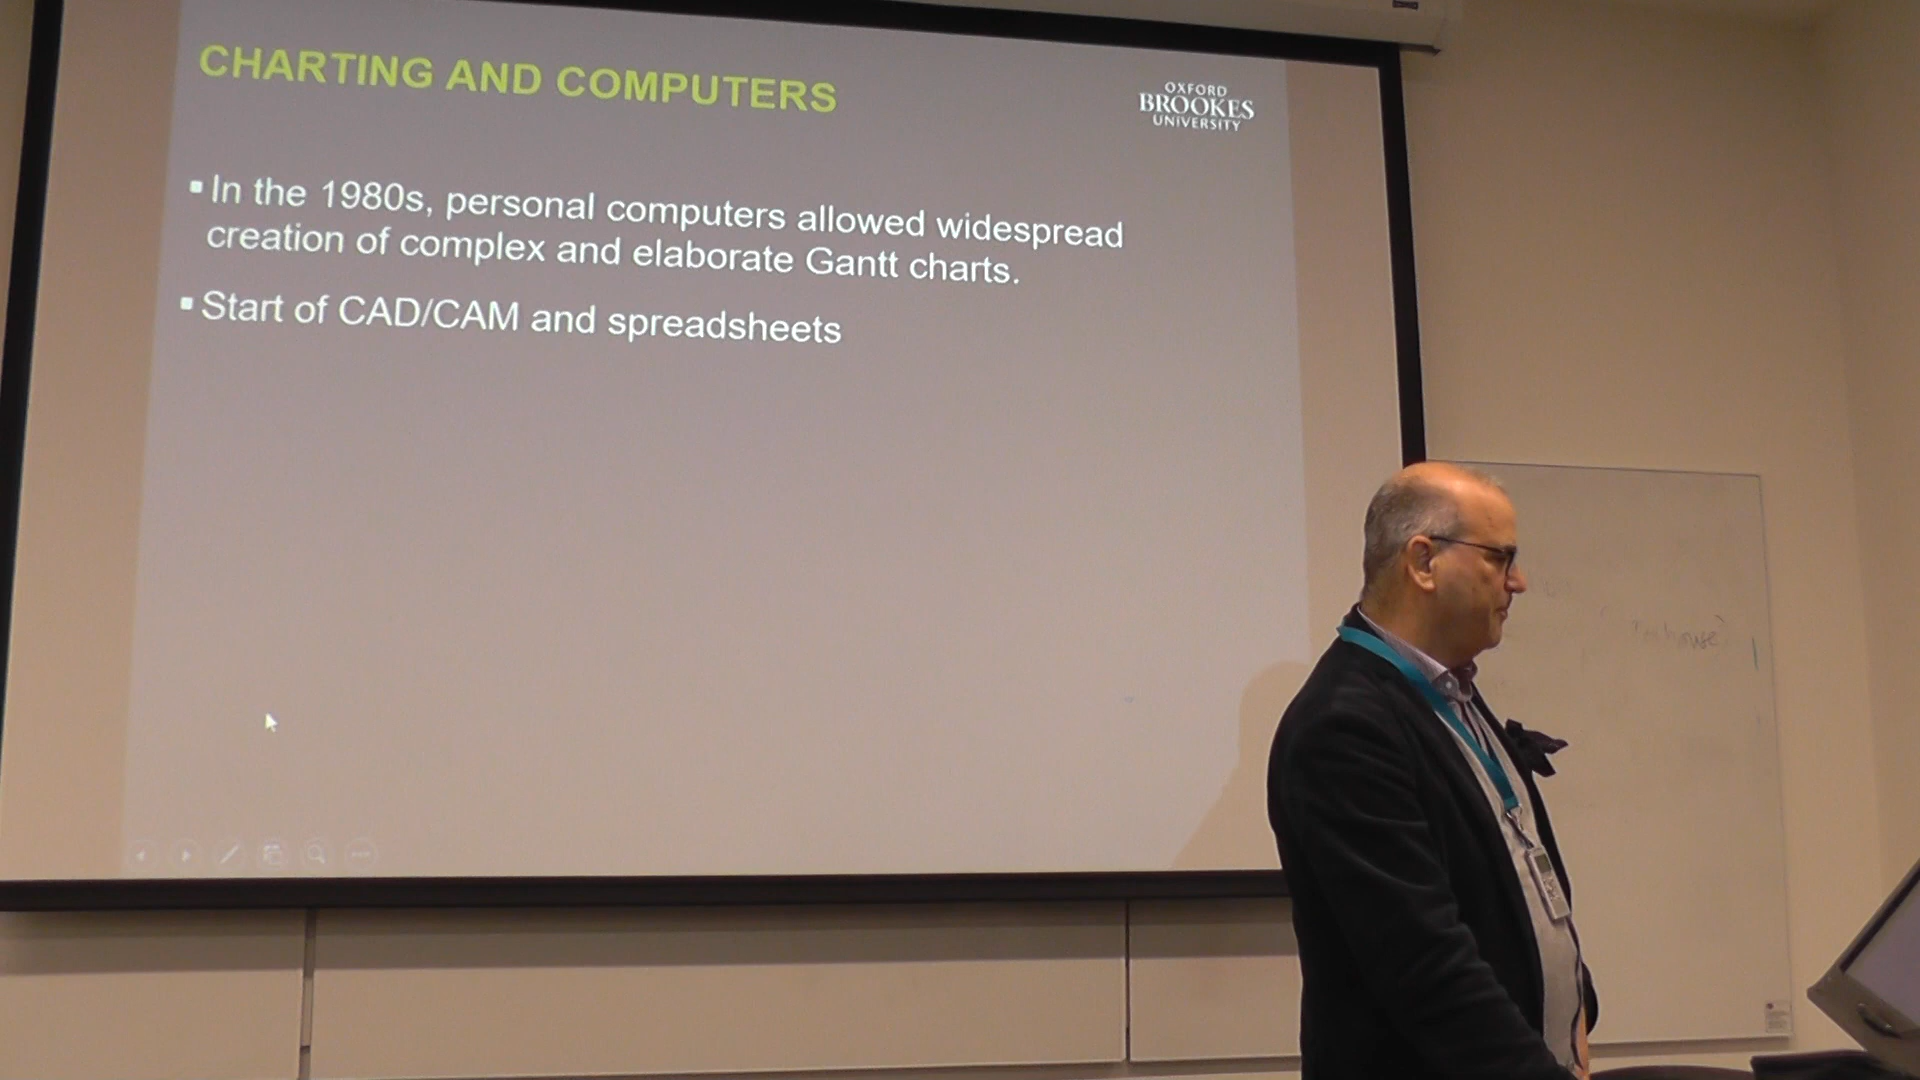 CHARTING AND COMPUTERS
OXFORD
BROOKES
UNIVERSITY
▪ In the 1980s, personal computers allowed widespread
creation of complex and elaborate Gantt charts.
▪ Start of CAD/CAM and spreadsheets